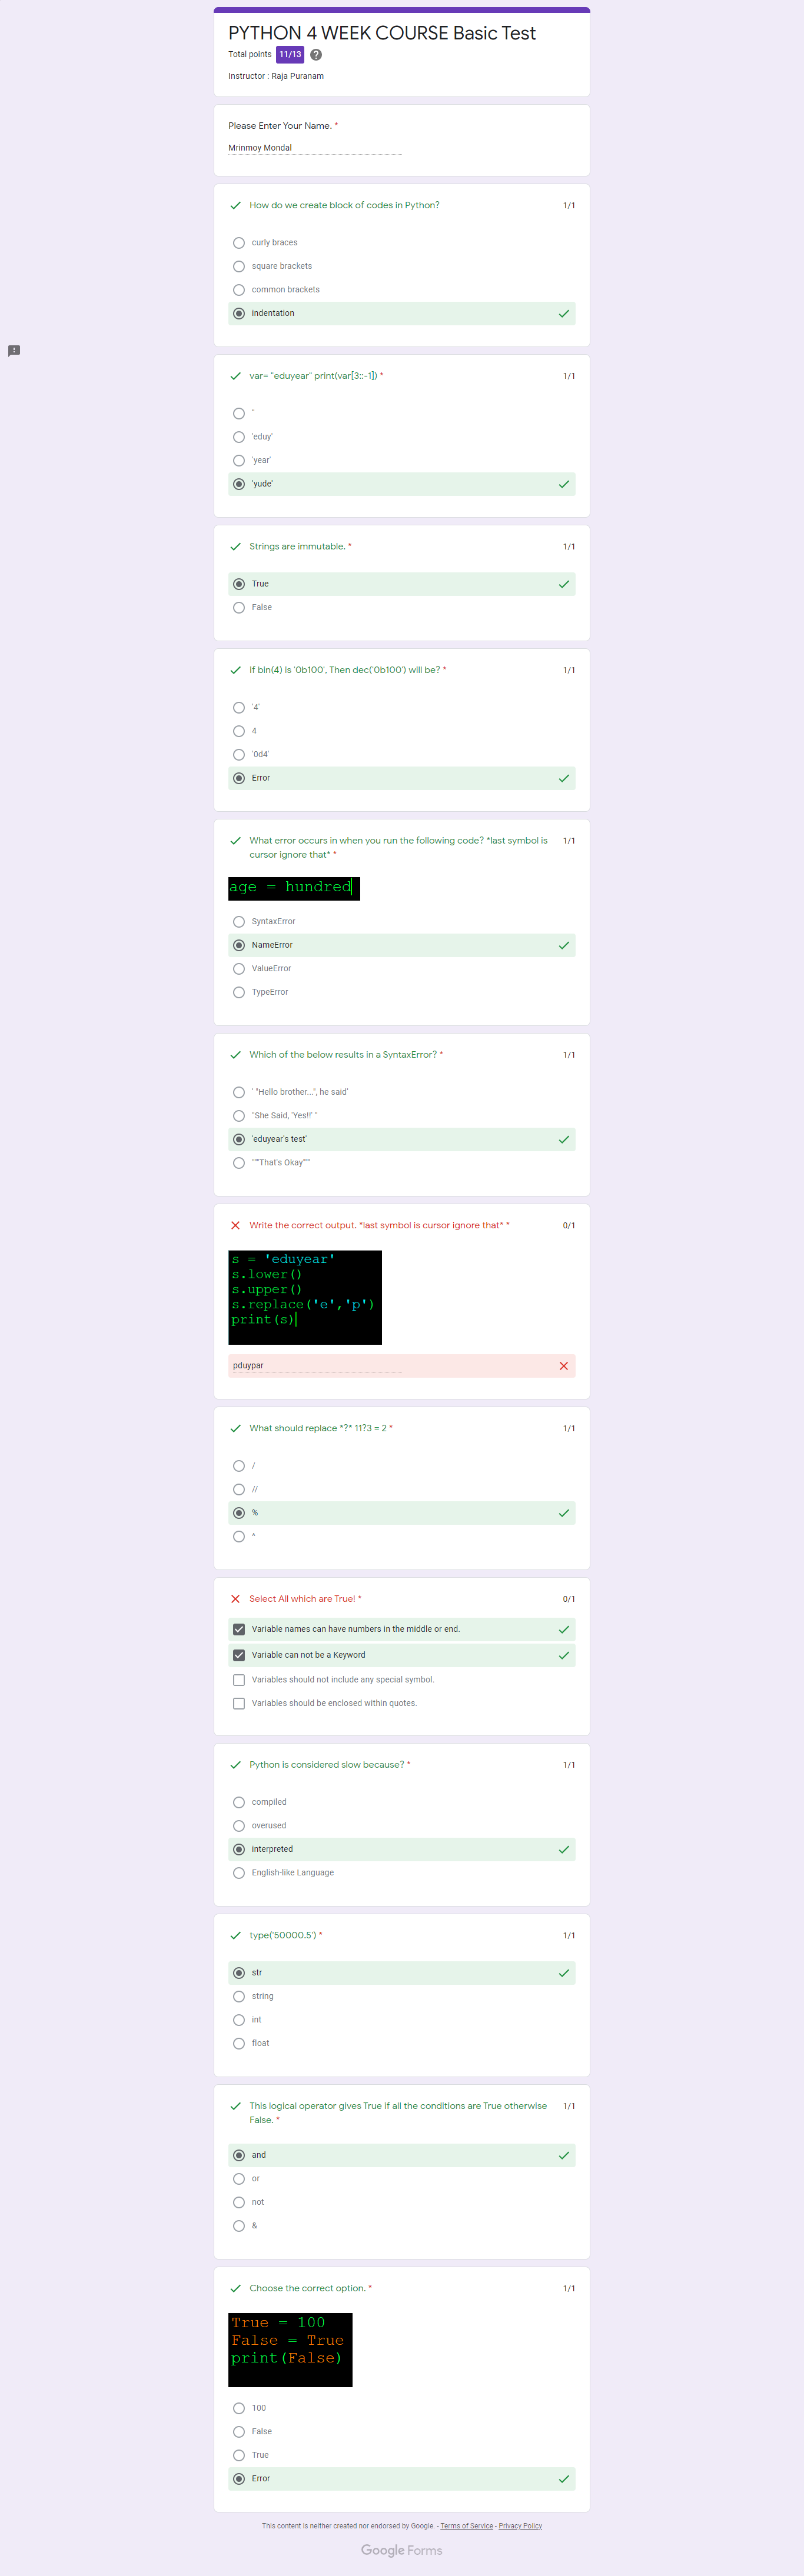 PYTHON 4 WEEK COURSE Basic Test
Total points 11/13
Instructor : Raja Puranam
Please Enter Your Name. *
Mrinmoy Mondal
How do we create block of codes in Python? 1/1
curly braces
square brackets
common brackets
indentation
var= "eduyear" print(var[3::-1]) * 1/1
"
'eduy'
'year'
'yude'
Strings are immutable. * 1/1
True
False
if bin(4) is '0b100', Then dec('0b100') will be? * 1/1
'4'
4
'0d4'
Error
What error occurs in when you run the following code? *last symbol is 1/1
cursor ignore that* *
age = hundred
SyntaxError
NameError
ValueError
TypeError
Which of the below results in a SyntaxError? * 1/1
' "Hello brother...", he said'
"She Said, 'Yes!!' "
'eduyear's test'
"""That's Okay"""
Write the correct output. *last symbol is cursor ignore that* * 0/1
s = 'eduyear'
s.lower()
s.upper()
s.replace('e','p')
print(s)
pduypar
What should replace *?* 11?3 = 2 * 1/1
/
//
%
^
Select All which are True! * 0/1
Variable names can have numbers in the middle or end.
Variable can not be a Keyword
Variables should not include any special symbol.
Variables should be enclosed within quotes.
Python is considered slow because? * 1/1
compiled
overused
interpreted
English-like Language
type('50000.5') * 1/1
str
string
int
float
This logical operator gives True if all the conditions are True otherwise 1/1
False. *
and
or
not
&
Choose the correct option. * 1/1
True = 100
False = True
print(False)
100
False
True
Error
This content is neither created nor endorsed by Google. - Terms of Service - Privacy Policy
Google Forms